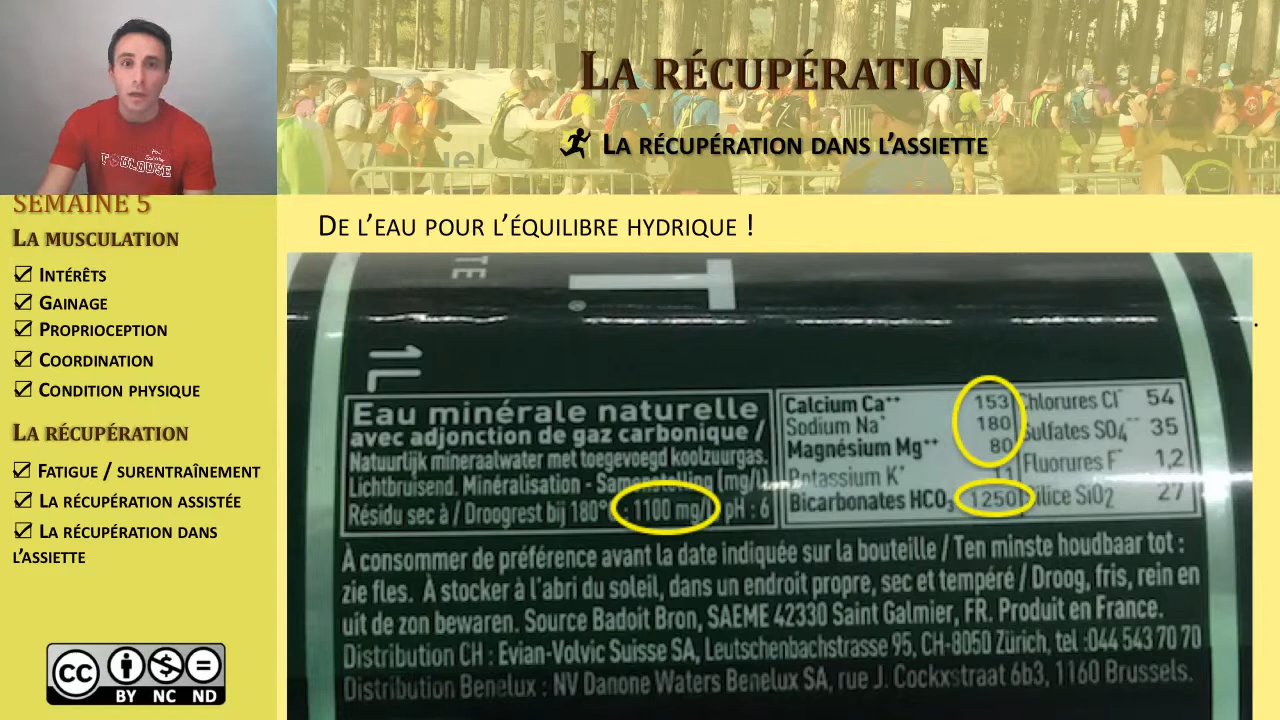 LA RÉCUPÉRATION
LA RÉCUPÉRATION DANS L'ASSIETTE
TOULOUSE
SEMAINE 5
LA MUSCULATION
☑ INTÉRÊTS
☑ GAINAGE
☑ PROPRIOCEPTION
☑ COORDINATION
☑ CONDITION PHYSIQUE
LA RÉCUPÉRATION
☑ FATIGUE / SURENTRAÎNEMENT
☑ LA RÉCUPÉRATION ASSISTÉE
☑ LA RÉCUPÉRATION DANS
L'ASSIETTE
CC
BY NC ND
DE L'EAU POUR L'ÉQUILIBRE HYDRIQUE !
TE
T®
1L
Eau minérale naturelle
avec adjonction de gaz carbonique /
Natuurlijk mineraalwater met toegevoegd koolzuurgas.
Lichtbruisend. Minéralisation - Samenstelling (mg/l)
Résidu sec à / Droogrest bij 180° : 1100 mg/l pH : 6
Calcium Ca++ 153 Chlorures Cl- 54
Sodium Na+ 180 Sulfates SO4-- 35
Magnésium Mg++ 80 Fluorures F- 1,2
Potassium K+ 11
Bicarbonates HCO3- 1250 Silice SiO2 27
À consommer de préférence avant la date indiquée sur la bouteille / Ten minste houdbaar tot :
zie fles. À stocker à l'abri du soleil, dans un endroit propre, sec et tempéré / Droog, fris, rein en
uit de zon bewaren. Source Badoit Bron, SAEME 42330 Saint Galmier, FR. Produit en France.
Distribution CH : Evian-Volvic Suisse SA, Leutschenbachstrasse 95, CH-8050 Zürich, tel :044 543 70 70
Distribution Benelux : NV Danone Waters Benelux SA, rue J. Cockxstraat 6b3, 1160 Brussels.